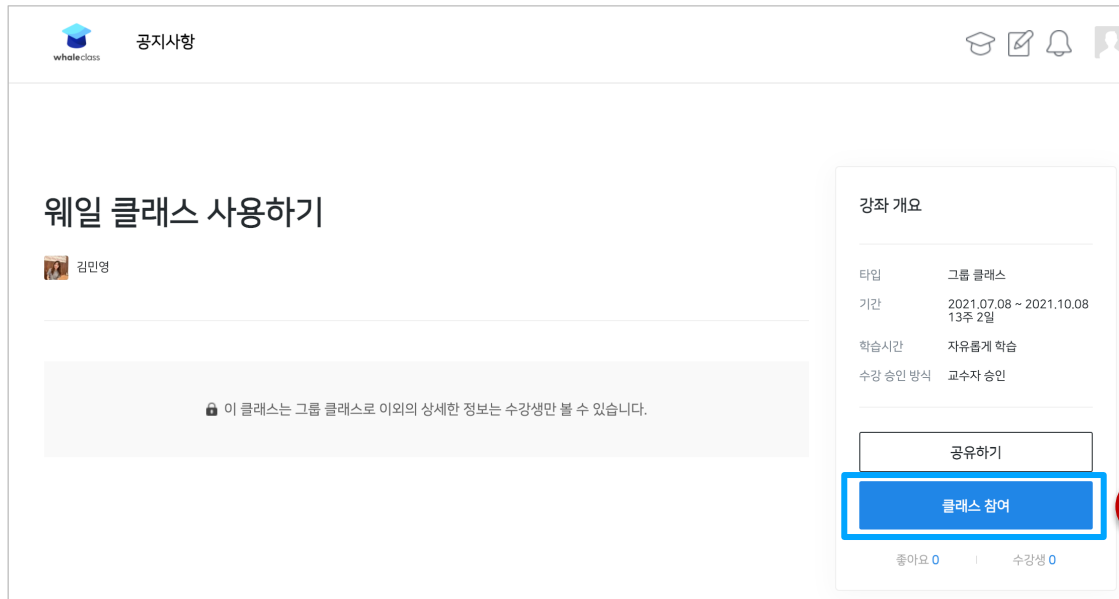 whaleclass
공지사항
웨일 클래스 사용하기
김민영
이 클래스는 그룹 클래스로 이외의 상세한 정보는 수강생만 볼 수 있습니다.
강좌 개요
타입 그룹 클래스
기간 2021.07.08 ~ 2021.10.08
13주 2일
학습시간 자유롭게 학습
수강 승인 방식 교수자 승인
공유하기
클래스 참여
좋아요 0 수강생 0